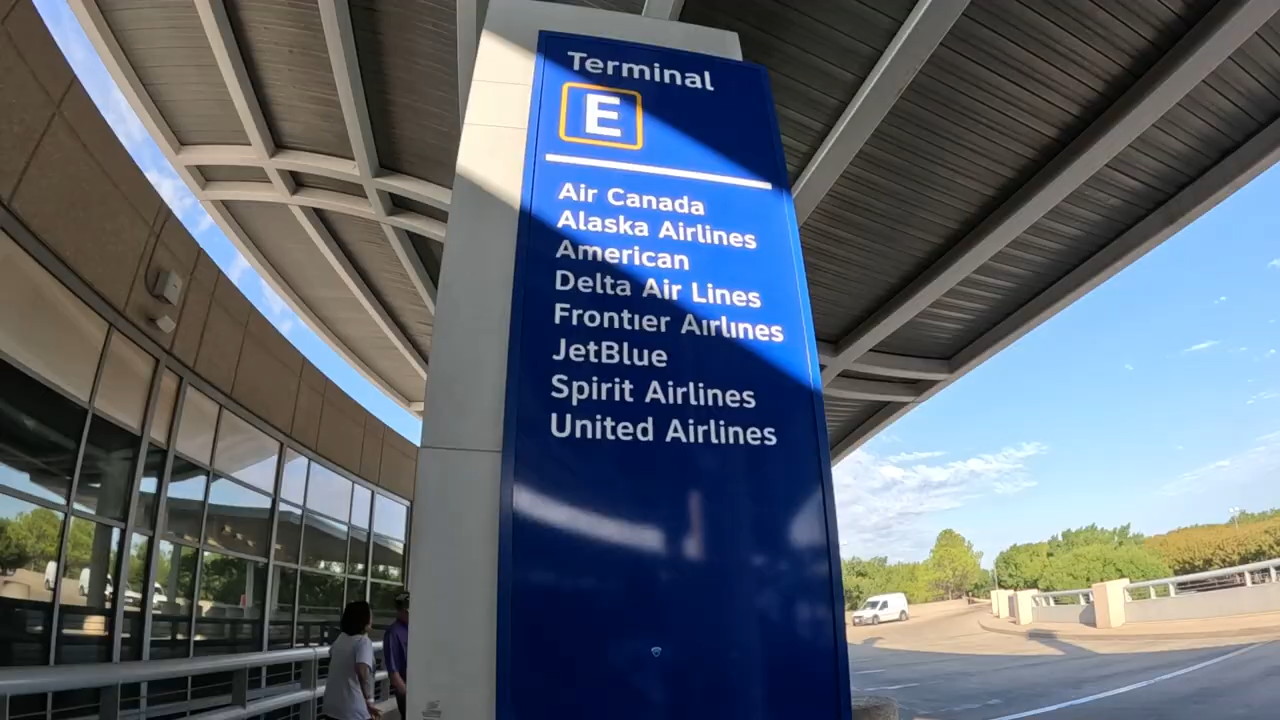 Terminal
E
Air Canada
Alaska Airlines
American
Delta Air Lines
Frontier Airlines
JetBlue
Spirit Airlines
United Airlines